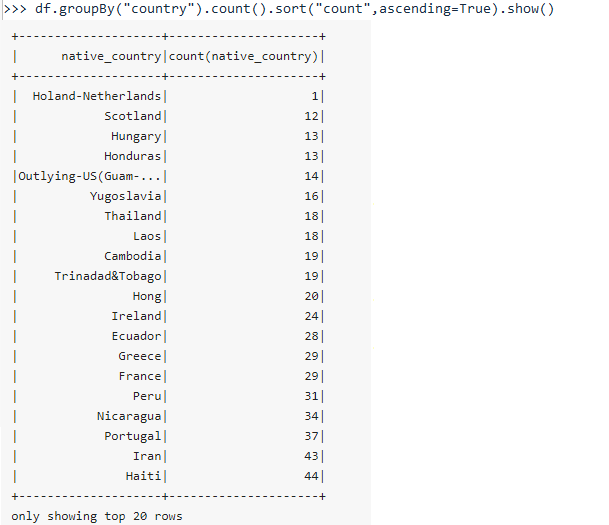 >>> df.groupBy("country").count().sort("count",ascending=True).show()
+-------------------+---------------------+
|     native_country|count(native_country)|
+-------------------+---------------------+
| Holand-Netherlands|                    1|
|           Scotland|                   12|
|            Hungary|                   13|
|           Honduras|                   13|
|Outlying-US(Guam-...|                   14|
|         Yugoslavia|                   16|
|           Thailand|                   18|
|               Laos|                   18|
|           Cambodia|                   19|
|    Trinadad&Tobago|                   19|
|               Hong|                   20|
|            Ireland|                   24|
|            Ecuador|                   28|
|             Greece|                   29|
|             France|                   29|
|               Peru|                   31|
|          Nicaragua|                   34|
|           Portugal|                   37|
|               Iran|                   43|
|              Haiti|                   44|
+-------------------+---------------------+
only showing top 20 rows